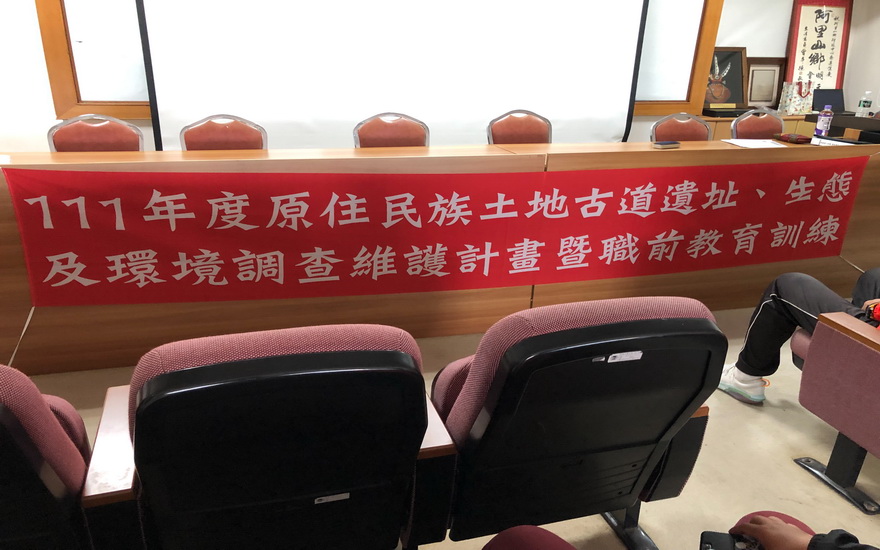 111年度原住民族土地古道遺址、生態
及環境調查維護計畫暨職前教育訓練
阿里山鄉